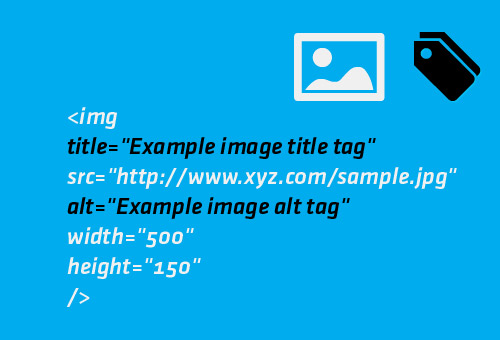 <img
title="Example image title tag"
src="http://www.xyz.com/sample.jpg"
alt="Example image alt tag"
width="500"
height="150"
/>